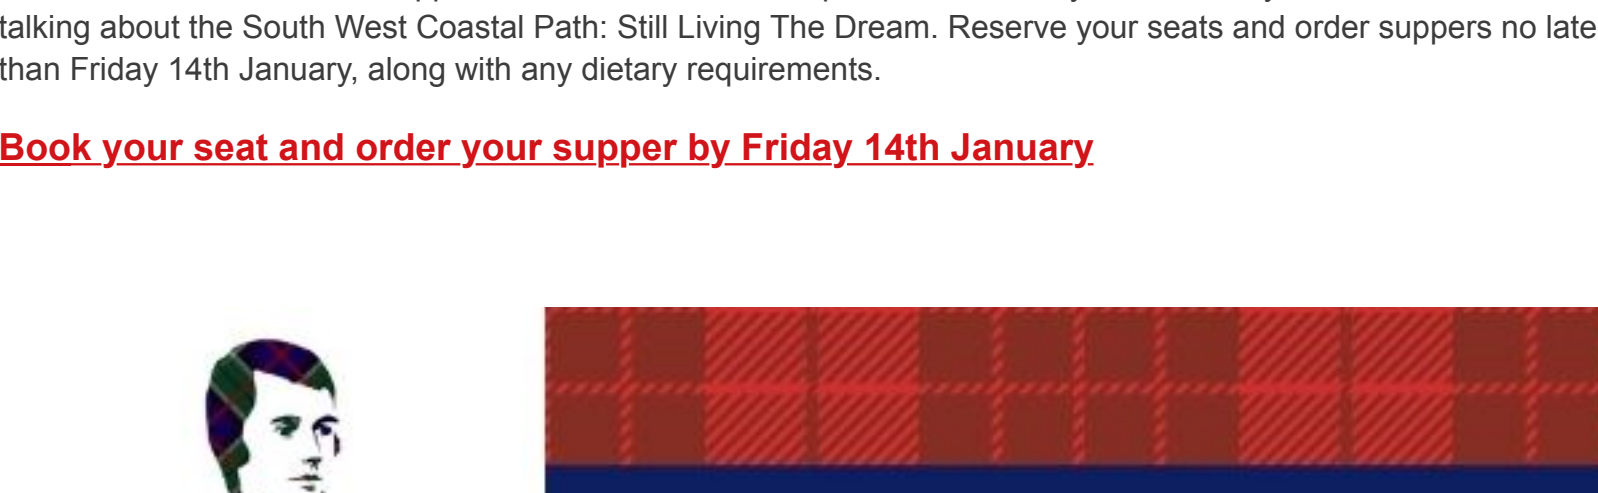 talking about the South West Coastal Path: Still Living The Dream. Reserve your seats and order suppers no late
than Friday 14th January, along with any dietary requirements.
Book your seat and order your supper by Friday 14th January